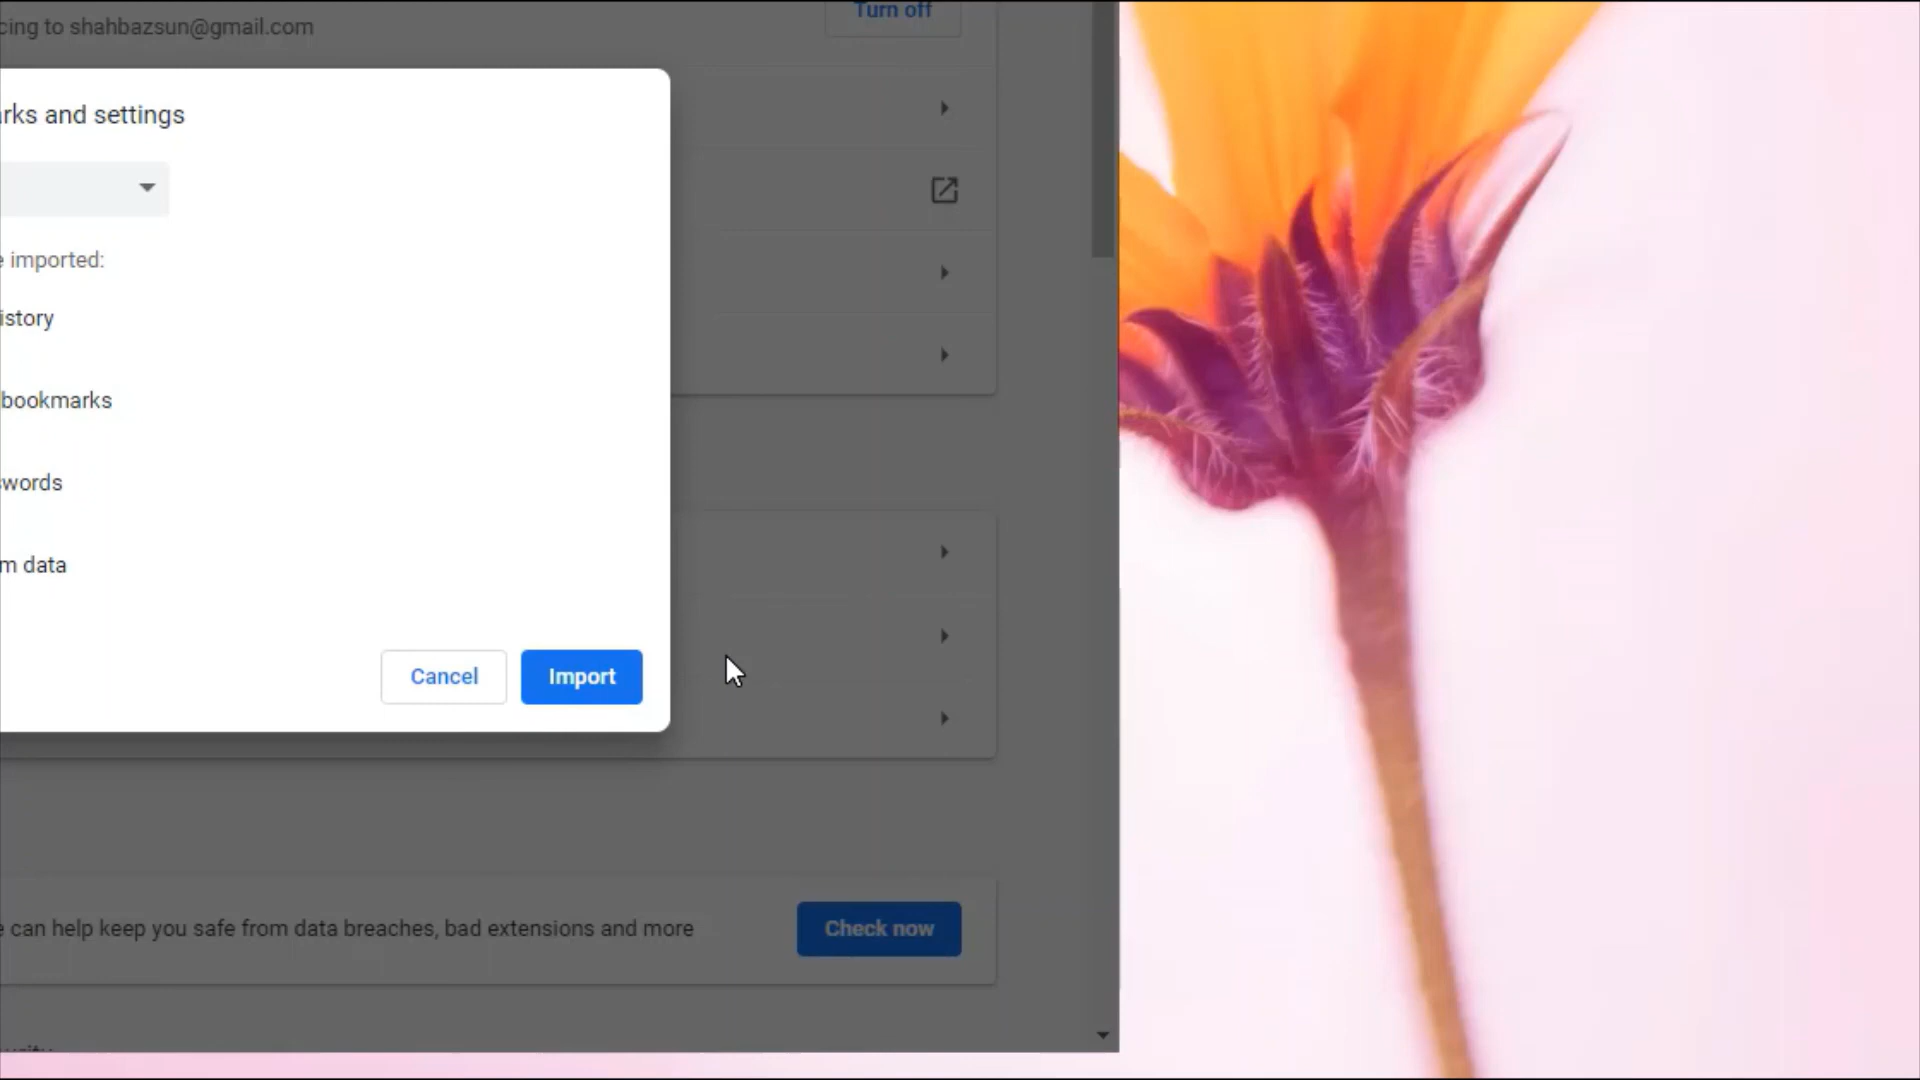 Turn off
cing to shahbazsun@gmail.com
rks and settings
imported:
istory
bookmarks
words
m data
Cancel
Import
can help keep you safe from data breaches, bad extensions and more
Check now